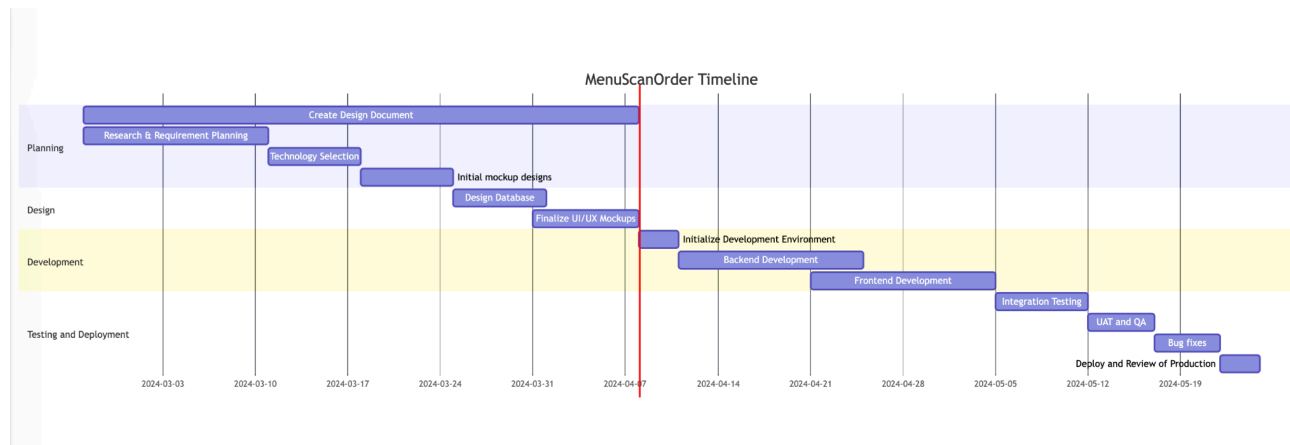 MenuScanOrder Timeline
Create Design Document
Research & Requirement Planning
Planning
Technology Selection
Initial mockup designs
Design Database
Design
Finalize UI/UX Mockups
Initialize Development Environment
Development
Backend Development
Frontend Development
Integration Testing
UAT and QA
Testing and Deployment
Bug fixes
Deploy and Review of Production
2024-03-03 2024-03-10 2024-03-17 2024-03-24 2024-03-31 2024-04-07 2024-04-14 2024-04-21 2024-04-28 2024-05-05 2024-05-12 2024-05-19